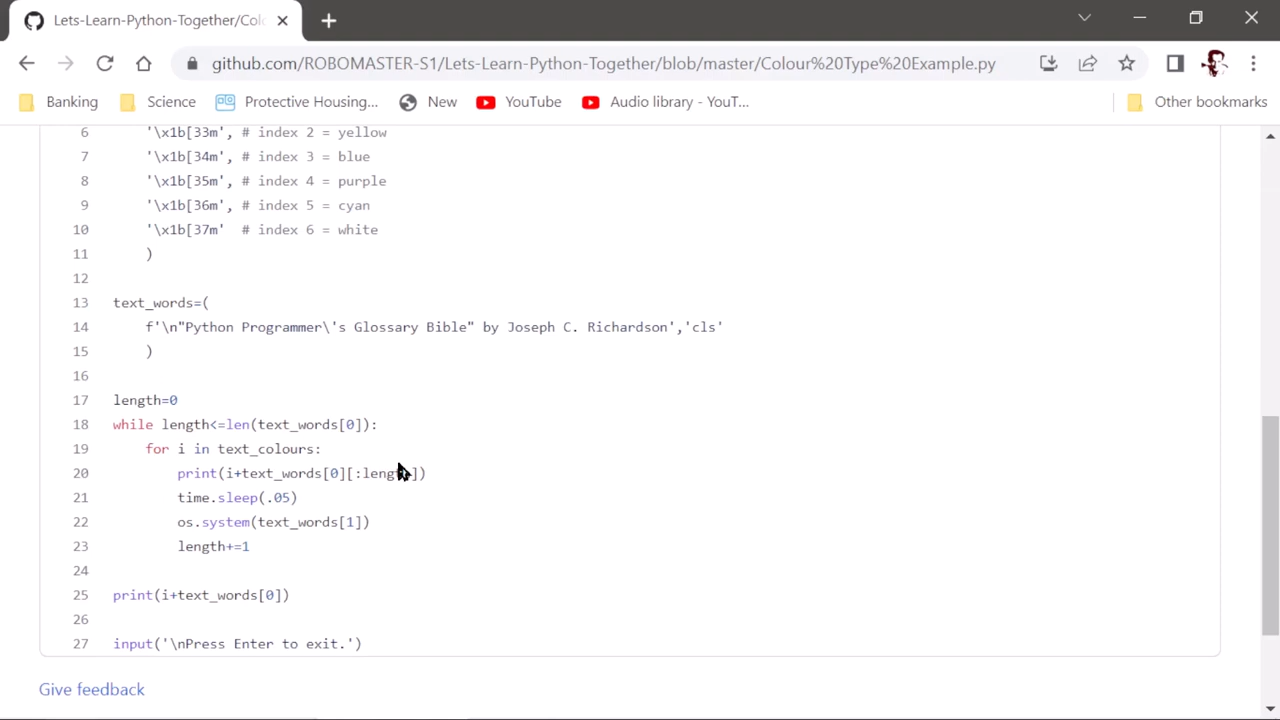 Lets-Learn-Python-Together/Colo
github.com/ROBOMASTER-S1/Lets-Learn-Python-Together/blob/master/Colour%20Type%20Example.py
Banking Science Protective Housing... New YouTube Audio library - YouT... Other bookmarks
6 '\x1b[33m', # index 2 = yellow
7 '\x1b[34m', # index 3 = blue
8 '\x1b[35m', # index 4 = purple
9 '\x1b[36m', # index 5 = cyan
10 '\x1b[37m' # index 6 = white
11 )
12
13 text_words=(
14 f'\n"Python Programmer\'s Glossary Bible" by Joseph C. Richardson','cls'
15 )
16
17 length=0
18 while length<=len(text_words[0]):
19 for i in text_colours:
20 print(i+text_words[0][:length])
21 time.sleep(.05)
22 os.system(text_words[1])
23 length+=1
24
25 print(i+text_words[0])
26
27 input('\nPress Enter to exit.')
Give feedback